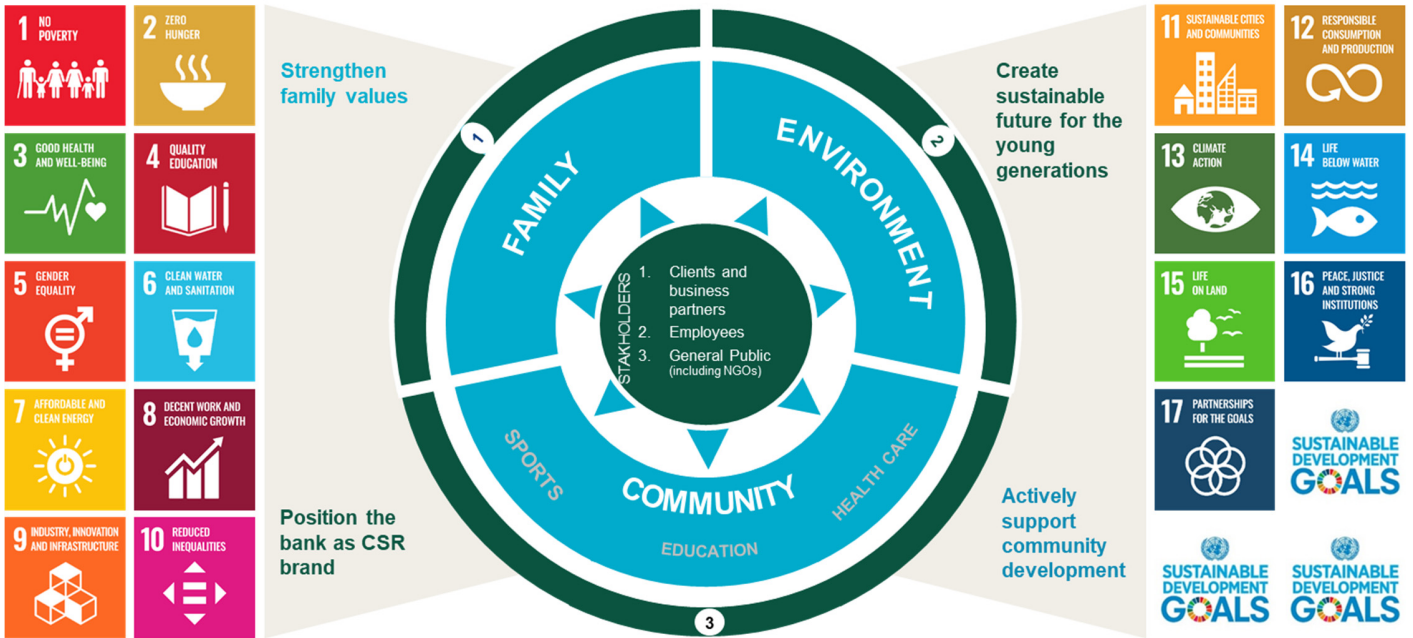 1 NO
POVERTY
2 ZERO
HUNGER
3 GOOD HEALTH
AND WELL-BEING
4 QUALITY
EDUCATION
5 GENDER
EQUALITY
6 CLEAN WATER
AND SANITATION
7 AFFORDABLE AND
CLEAN ENERGY
8 DECENT WORK AND
ECONOMIC GROWTH
9 INDUSTRY, INNOVATION
AND INFRASTRUCTURE
10 REDUCED
INEQUALITIES
Strengthen
family values
Position the
bank as CSR
brand
1
FAMILY
2
ENVIRONMENT
STAKHOLDERS
1. Clients and
business
partners
2. Employees
3. General Public
(including NGOs)
SPORTS
COMMUNITY
HEALTH CARE
EDUCATION
3
Create
sustainable
future for the
young
generations
Actively
support
community
development
11 SUSTAINABLE CITIES
AND COMMUNITIES
12 RESPONSIBLE
CONSUMPTION
AND PRODUCTION
13 CLIMATE
ACTION
14 LIFE
BELOW WATER
15 LIFE
ON LAND
16 PEACE, JUSTICE
AND STRONG
INSTITUTIONS
17 PARTNERSHIPS
FOR THE GOALS
SUSTAINABLE
DEVELOPMENT
GOALS
SUSTAINABLE
DEVELOPMENT
GOALS
SUSTAINABLE
DEVELOPMENT
GOALS